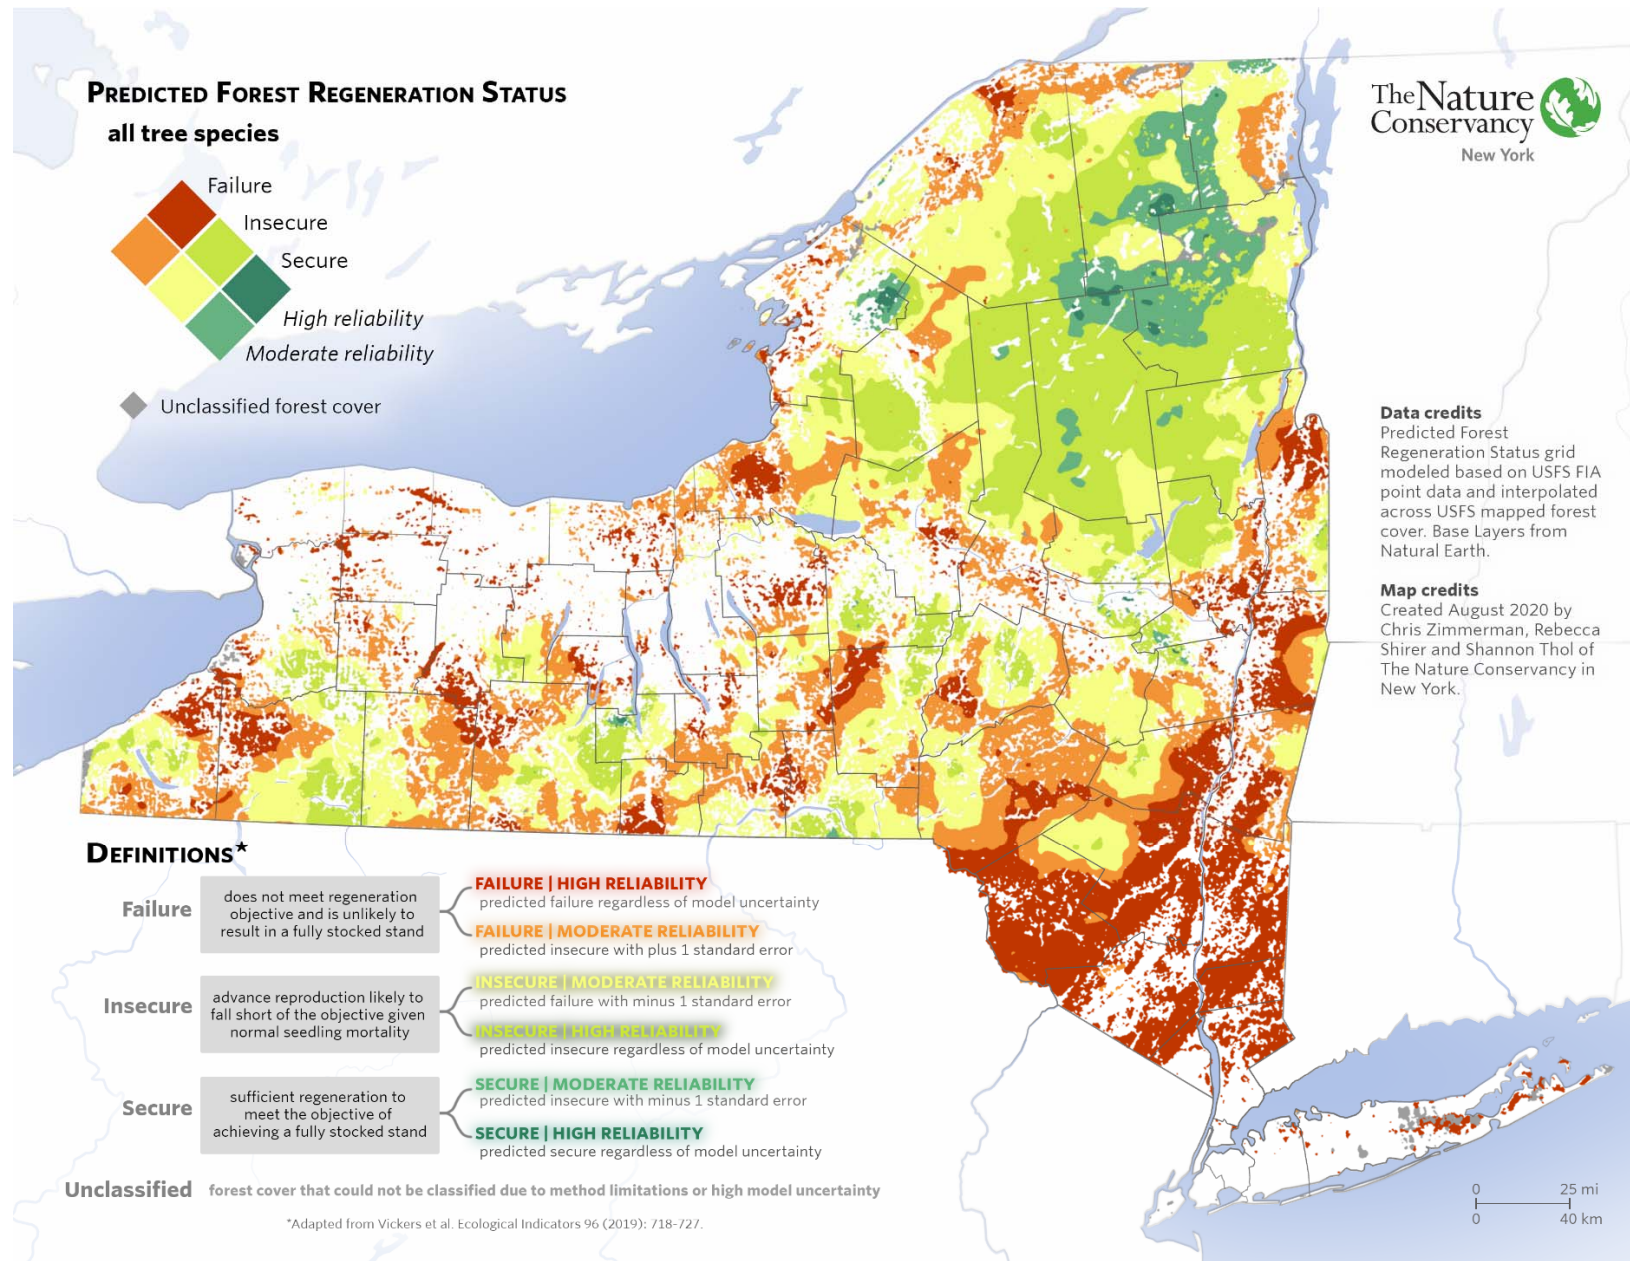 PREDICTED FOREST REGENERATION STATUS
all tree species
Failure
Insecure
Secure
High reliability
Moderate reliability
Unclassified forest cover
The Nature
Conservancy
New York
Data credits
Predicted Forest
Regeneration Status grid
modeled based on USFS FIA
point data and interpolated
across USFS mapped forest
cover. Base Layers from
Natural Earth.
Map credits
Created August 2020 by
Chris Zimmerman, Rebecca
Shirer and Shannon Thol of
The Nature Conservancy in
New York.
DEFINITIONS*
Failure
does not meet regeneration
objective and is unlikely to
result in a fully stocked stand
FAILURE | HIGH RELIABILITY
predicted failure regardless of model uncertainty
FAILURE | MODERATE RELIABILITY
predicted insecure with plus 1 standard error
Insecure
advance reproduction likely to
fall short of the objective given
normal seedling mortality
INSECURE | MODERATE RELIABILITY
predicted failure with minus 1 standard error
INSECURE | HIGH RELIABILITY
predicted insecure regardless of model uncertainty
Secure
sufficient regeneration to
meet the objective of
achieving a fully stocked stand
SECURE | MODERATE RELIABILITY
predicted insecure with minus 1 standard error
SECURE | HIGH RELIABILITY
predicted secure regardless of model uncertainty
Unclassified forest cover that could not be classified due to method limitations or high model uncertainty
*Adapted from Vickers et al. Ecological Indicators 96 (2019): 718-727.
0 25 mi
0 40 km